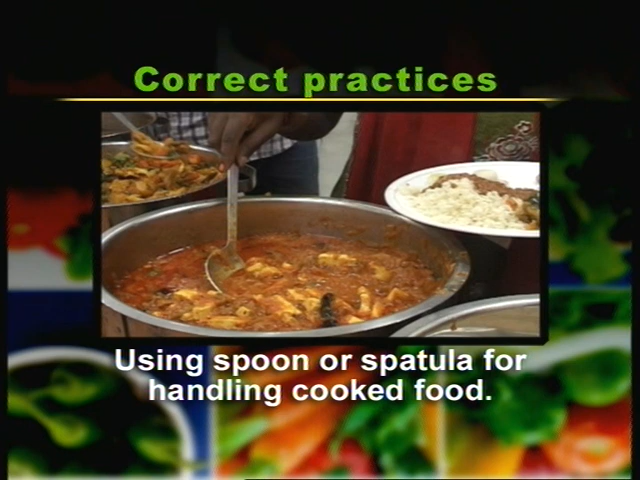 Correct practices
Using spoon or spatula for
handling cooked food.